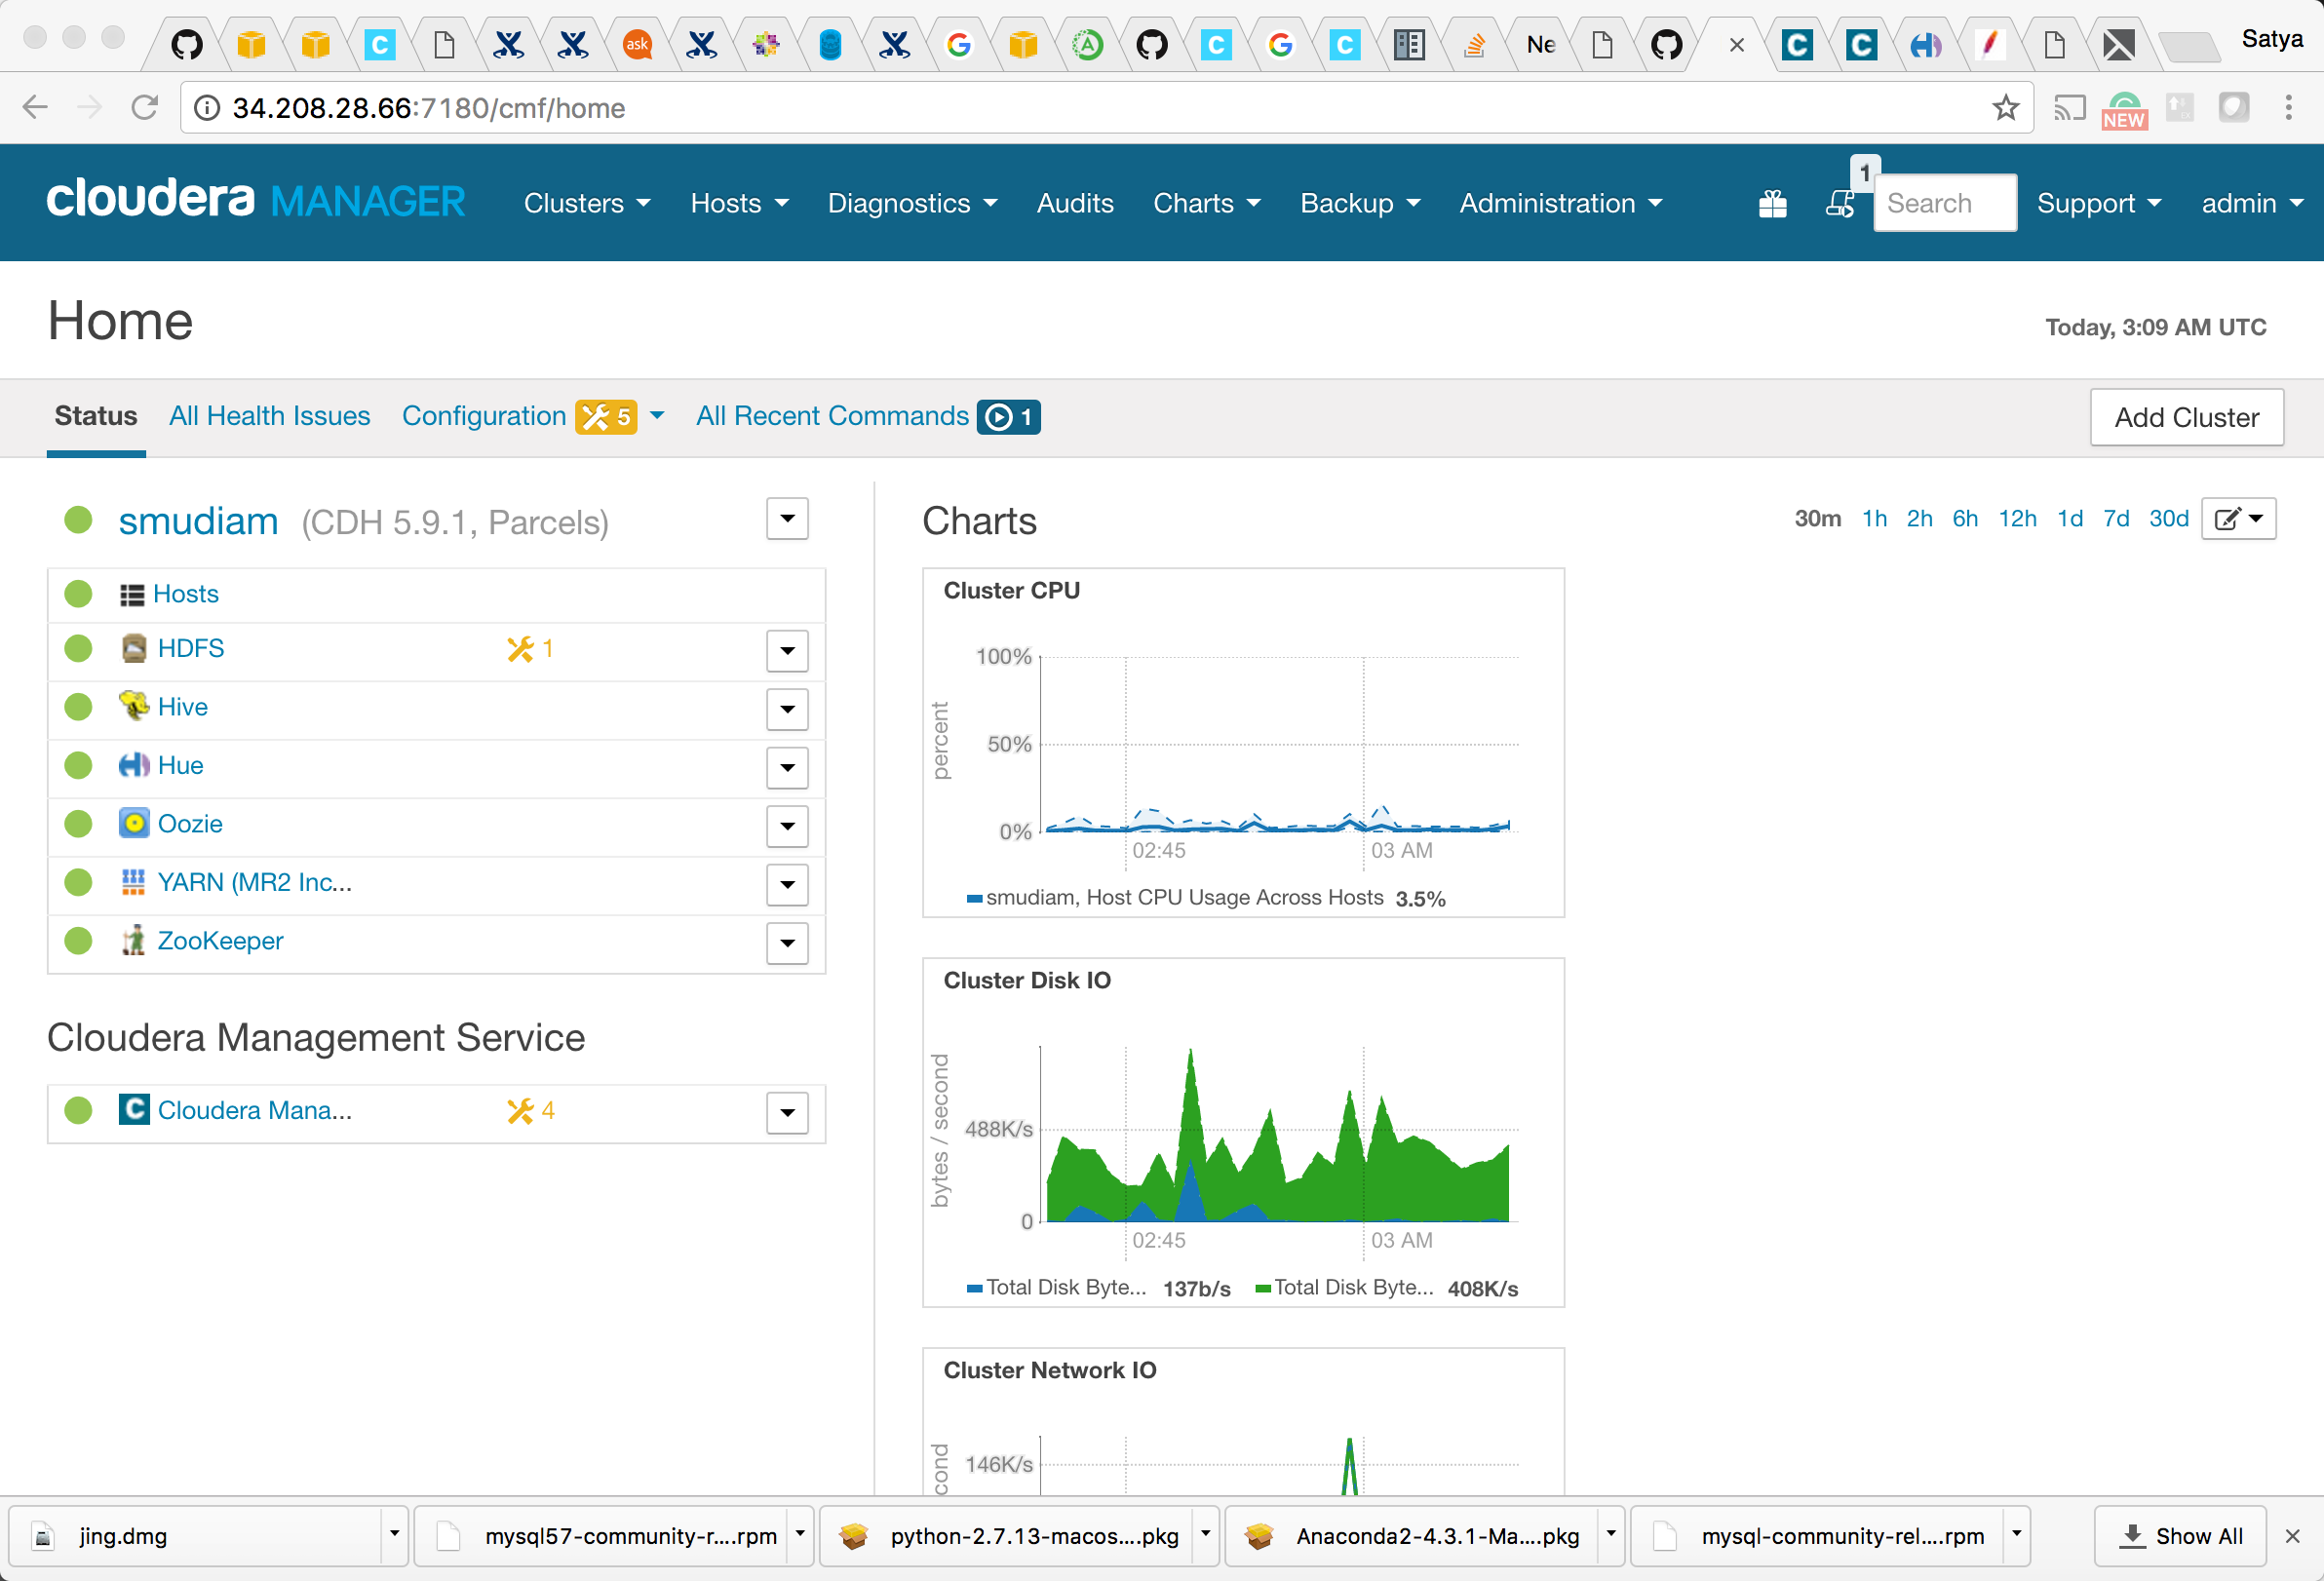 ask
Ne
Satya
34.208.28.66:7180/cmf/home
NEW
cloudera MANAGER
Clusters
Hosts
Diagnostics
Audits
Charts
Backup
Administration
1
Search
Support
admin
Home
Today, 3:09 AM UTC
Status
All Health Issues
Configuration 5
All Recent Commands 1
Add Cluster
smudiam (CDH 5.9.1, Parcels)
Hosts
HDFS 1
Hive
Hue
Oozie
YARN (MR2 Inc...
ZooKeeper
Cloudera Management Service
C Cloudera Mana... 4
Charts
30m 1h 2h 6h 12h 1d 7d 30d
Cluster CPU
percent
100%
50%
0%
02:45
03 AM
smudiam, Host CPU Usage Across Hosts 3.5%
Cluster Disk IO
bytes / second
488K/s
0
02:45
03 AM
Total Disk Byte... 137b/s
Total Disk Byte... 408K/s
Cluster Network IO
cond
146K/s
jing.dmg
mysql57-community-r....rpm
python-2.7.13-macos....pkg
Anaconda2-4.3.1-Ma....pkg
mysql-community-rel....rpm
Show All